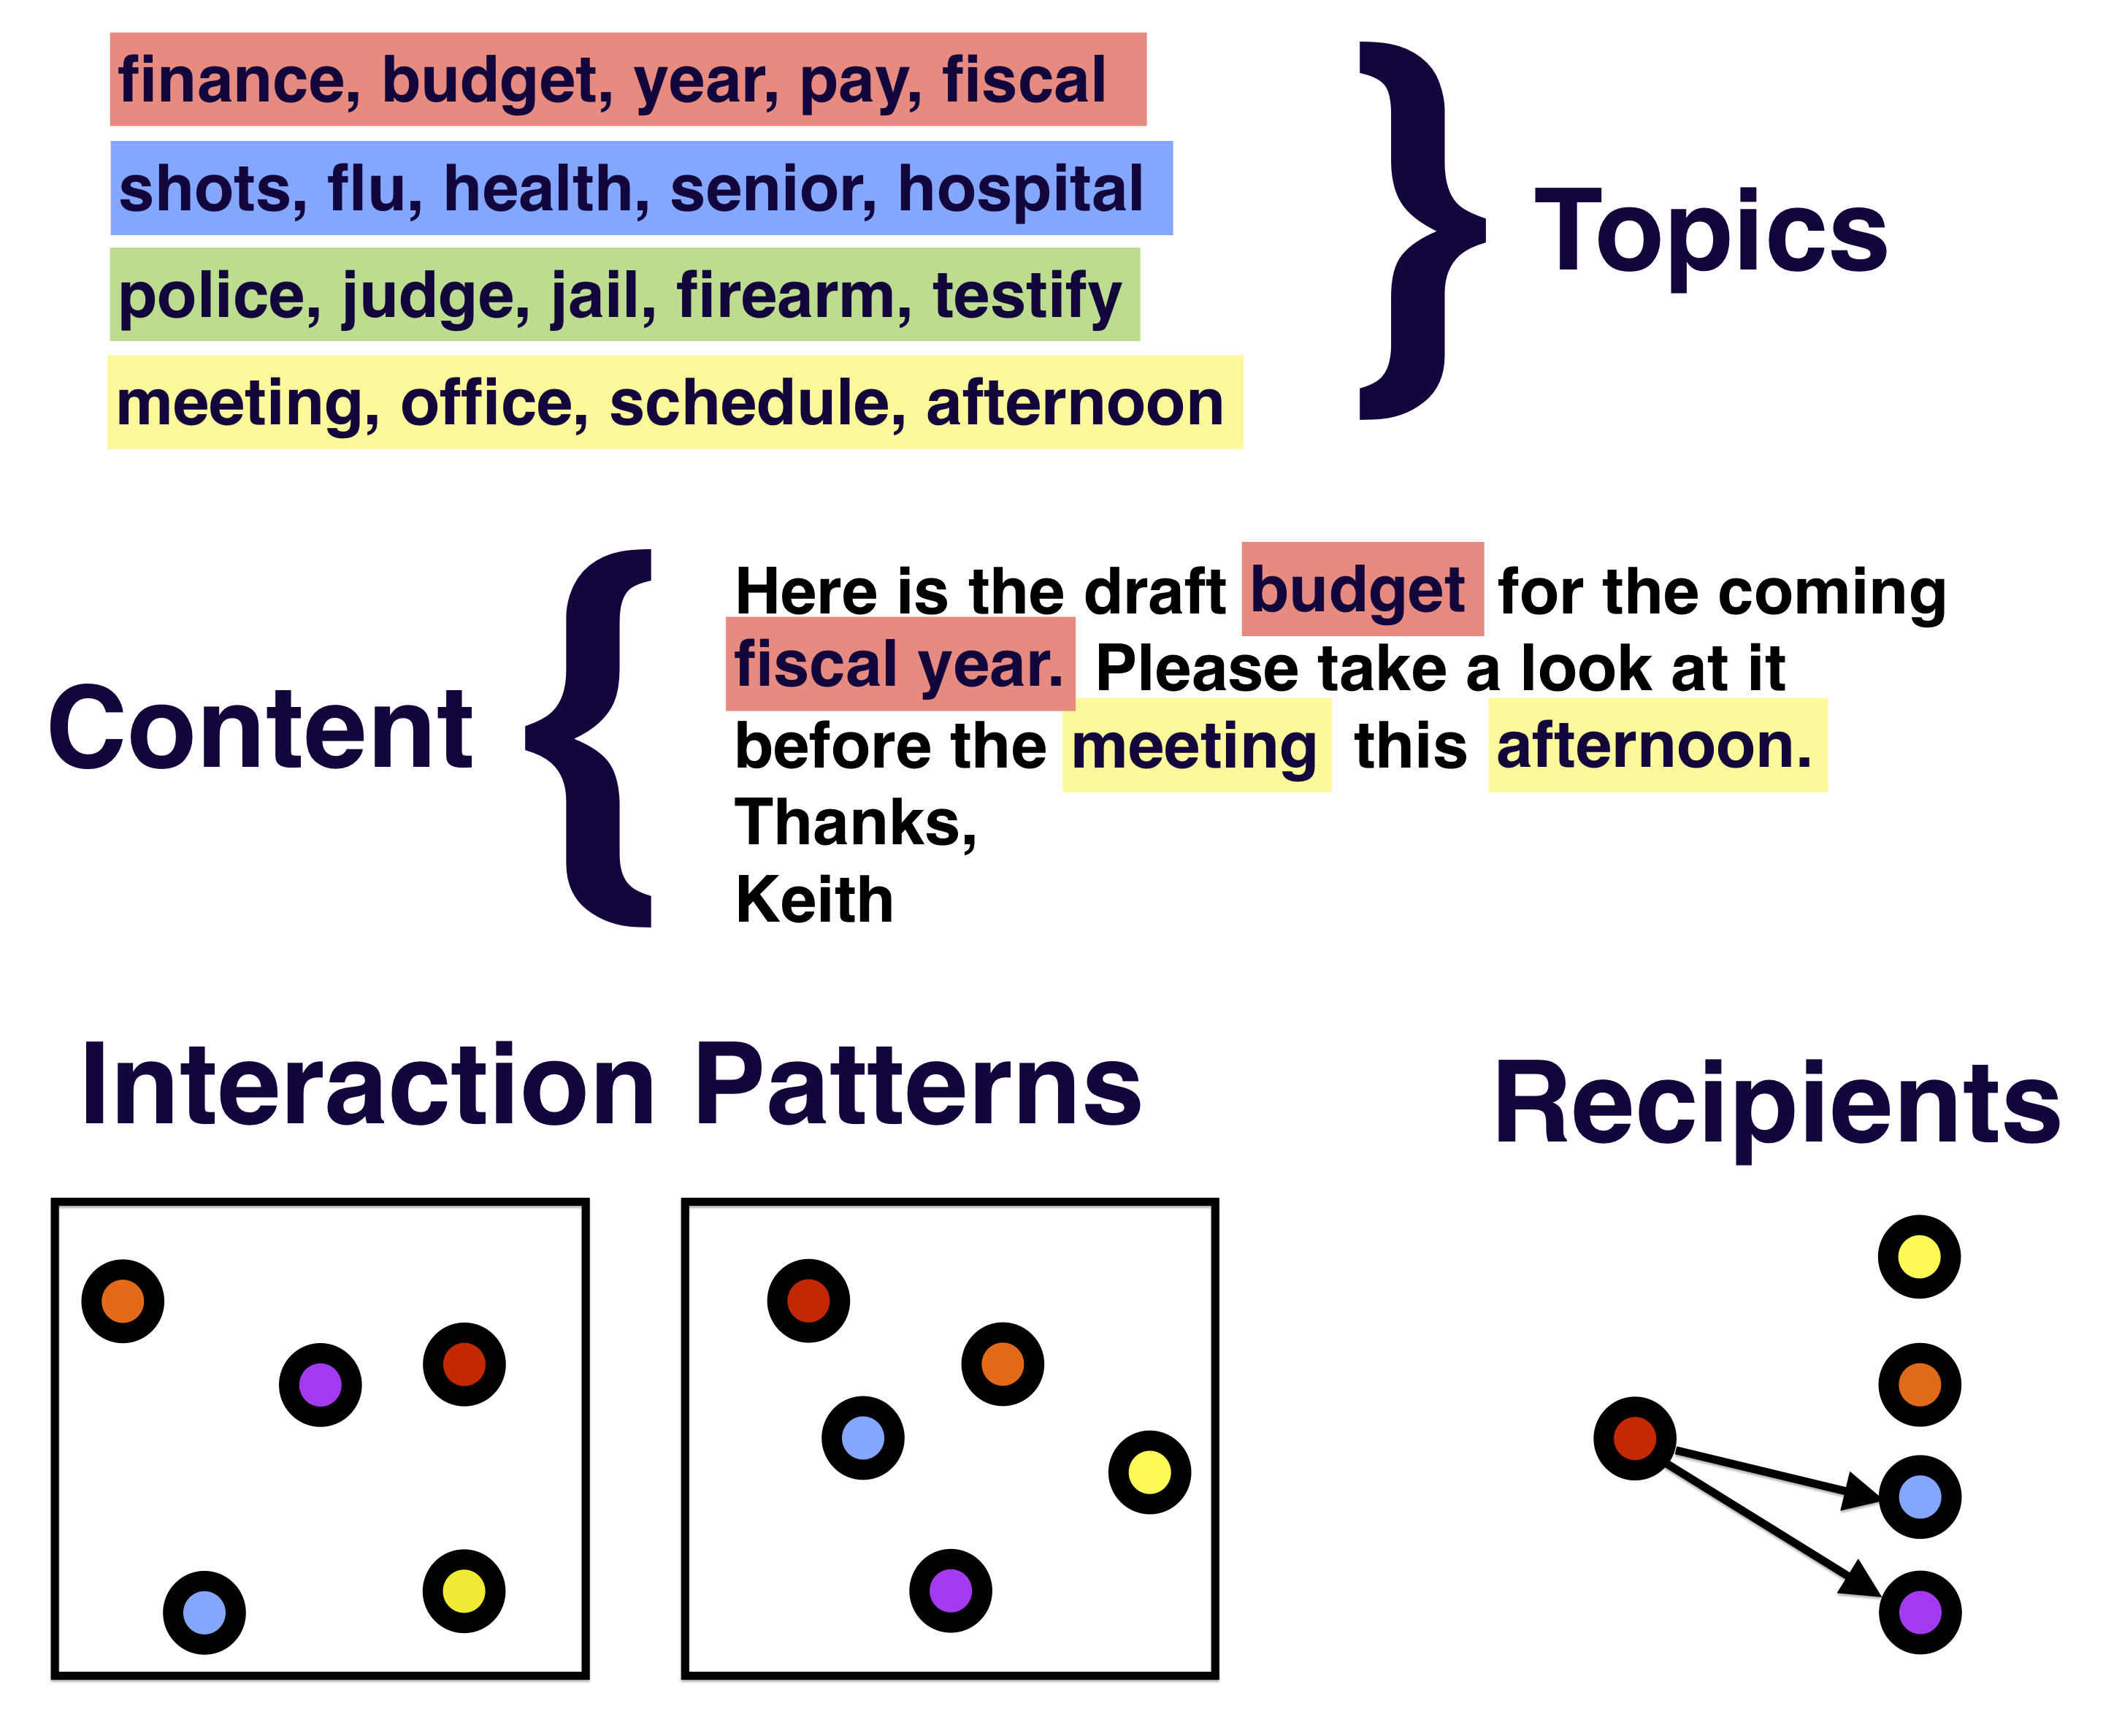 finance, budget, year, pay, fiscal
shots, flu, health, senior, hospital
police, judge, jail, firearm, testify
meeting, office, schedule, afternoon
Topics
Content
Here is the draft budget for the coming
fiscal year. Please take a look at it
before the meeting this afternoon.
Thanks,
Keith
Interaction Patterns
Recipients